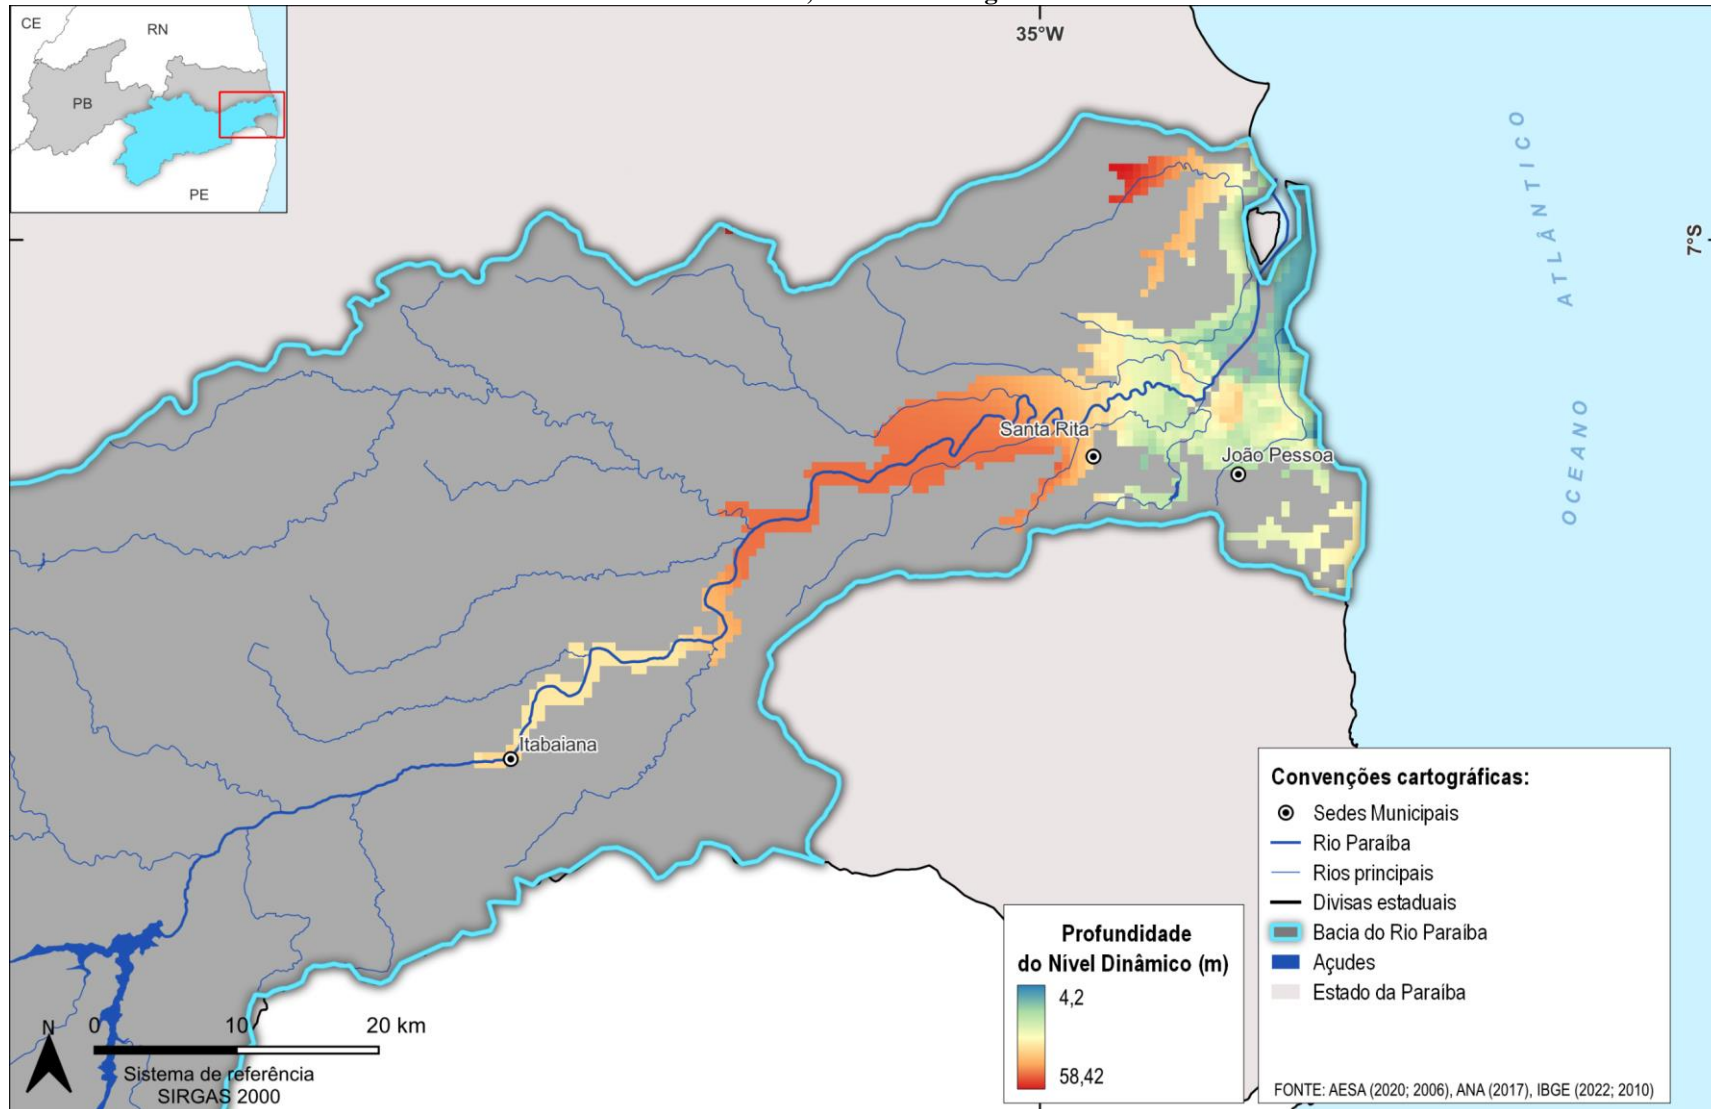 CE
RN
PB
PE
35°W
7°S
OCEANO ATLÂNTICO
Santa Rita
João Pessoa
Itabaiana
Convenções cartográficas:
Sedes Municipais
Rio Paraíba
Rios principais
Divisas estaduais
Bacia do Rio Paraíba
Açudes
Estado da Paraíba
FONTE: AESA (2020; 2006), ANA (2017), IBGE (2022; 2010)
Profundidade
do Nível Dinâmico (m)
4,2
58,42
N
0 10 20 km
Sistema de referência
SIRGAS 2000